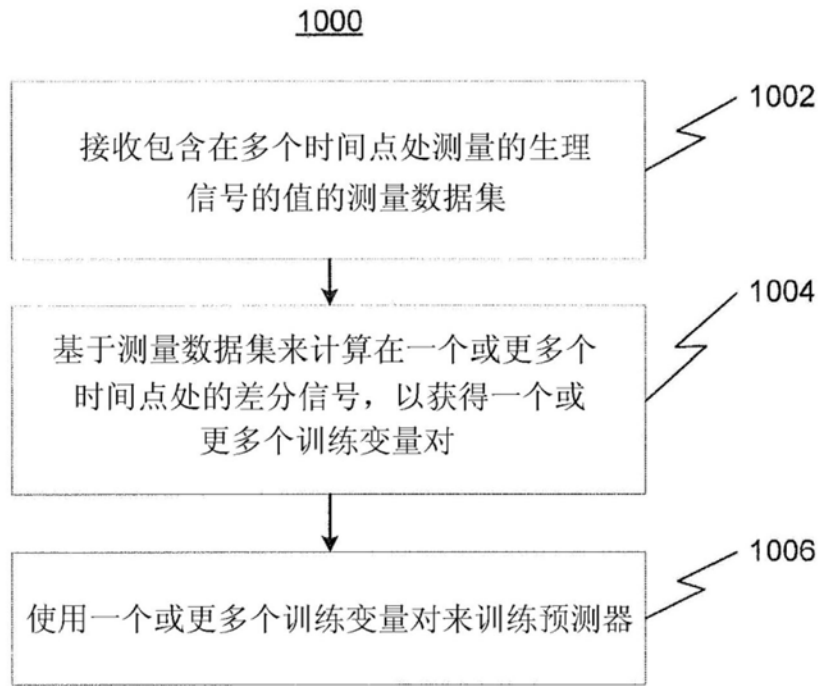 1000
接收包含在多个时间点处测量的生理
信号的值的测量数据集
1002
基于测量数据集来计算在一个或更多个
时间点处的差分信号，以获得一个或
更多个训练变量对
1004
使用一个或更多个训练变量对来训练预测器
1006